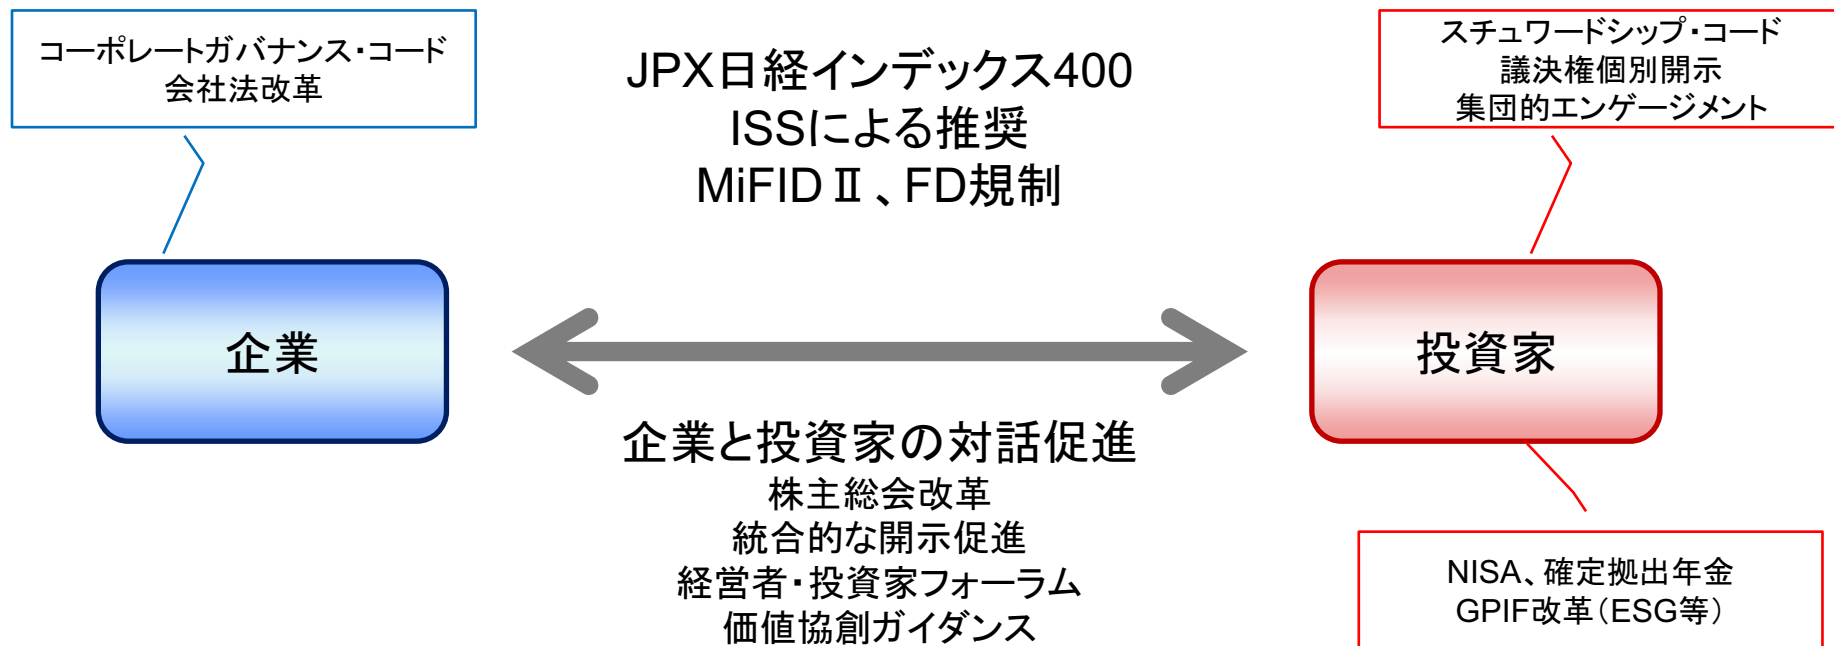 コーポレートガバナンス・コード
会社法改革
JPX日経インデックス400
ISSによる推奨
MiFIDⅡ、FD規制
スチュワードシップ・コード
議決権個別開示
集団的エンゲージメント
企業
投資家
企業と投資家の対話促進
株主総会改革
統合的な開示促進
経営者・投資家フォーラム
価値協創ガイダンス
NISA、確定拠出年金
GPIF改革(ESG等)